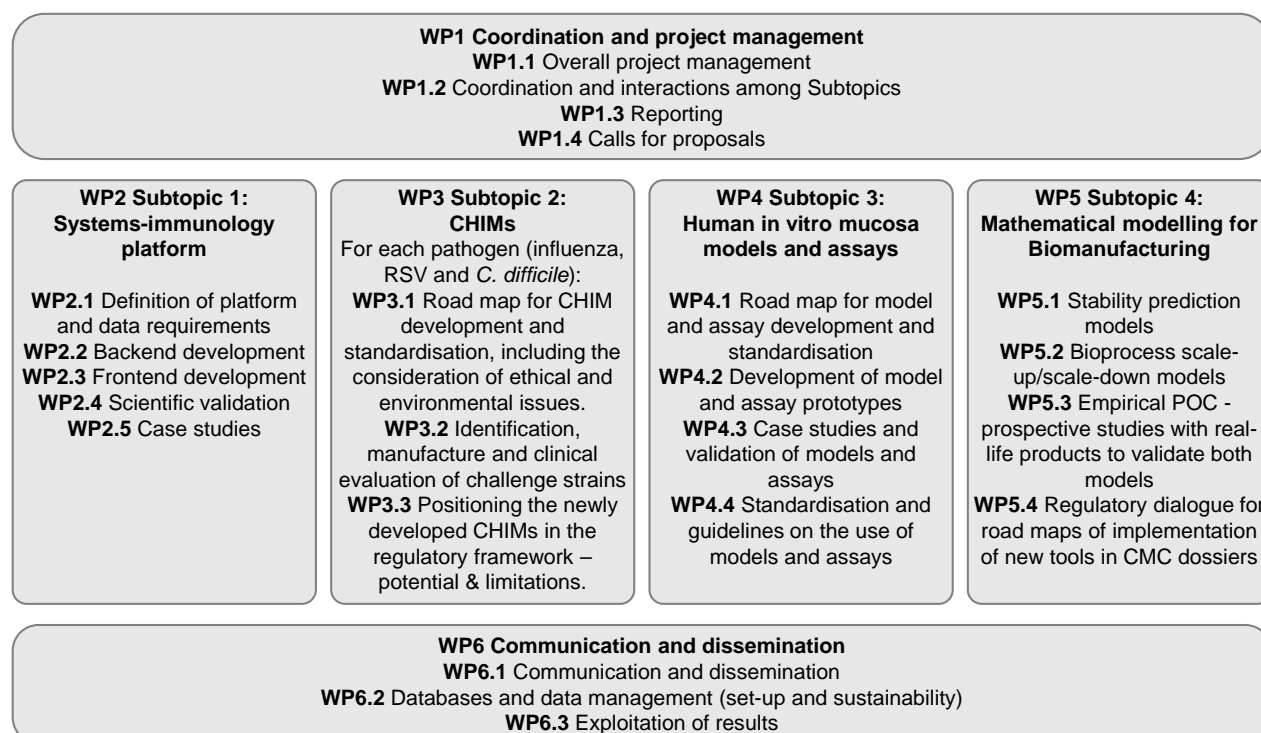 WP1 Coordination and project management
WP1.1 Overall project management
WP1.2 Coordination and interactions among Subtopics
WP1.3 Reporting
WP1.4 Calls for proposals
WP2 Subtopic 1:
Systems-immunology
platform
WP2.1 Definition of platform
and data requirements
WP2.2 Backend development
WP2.3 Frontend development
WP2.4 Scientific validation
WP2.5 Case studies
WP3 Subtopic 2:
CHIMs
For each pathogen (influenza,
RSV and C. difficile):
WP3.1 Road map for CHIM
development and
standardisation, including the
consideration of ethical and
environmental issues.
WP3.2 Identification,
manufacture and clinical
evaluation of challenge strains
WP3.3 Positioning the newly
developed CHIMs in the
regulatory framework –
potential & limitations.
WP4 Subtopic 3:
Human in vitro mucosa
models and assays
WP4.1 Road map for model
and assay development and
standardisation
WP4.2 Development of model
and assay prototypes
WP4.3 Case studies and
validation of models and
assays
WP4.4 Standardisation and
guidelines on the use of
models and assays
WP5 Subtopic 4:
Mathematical modelling for
Biomanufacturing
WP5.1 Stability prediction
models
WP5.2 Bioprocess scale-
up/scale-down models
WP5.3 Empirical POC -
prospective studies with real-
life products to validate both
models
WP5.4 Regulatory dialogue for
road maps of implementation
of new tools in CMC dossiers
WP6 Communication and dissemination
WP6.1 Communication and dissemination
WP6.2 Databases and data management (set-up and sustainability)
WP6.3 Exploitation of results